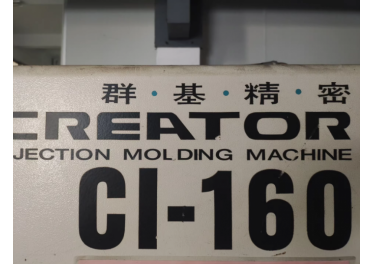 群·基·精·密
CREATOR
JECTION MOLDING MACHINE
CI-160